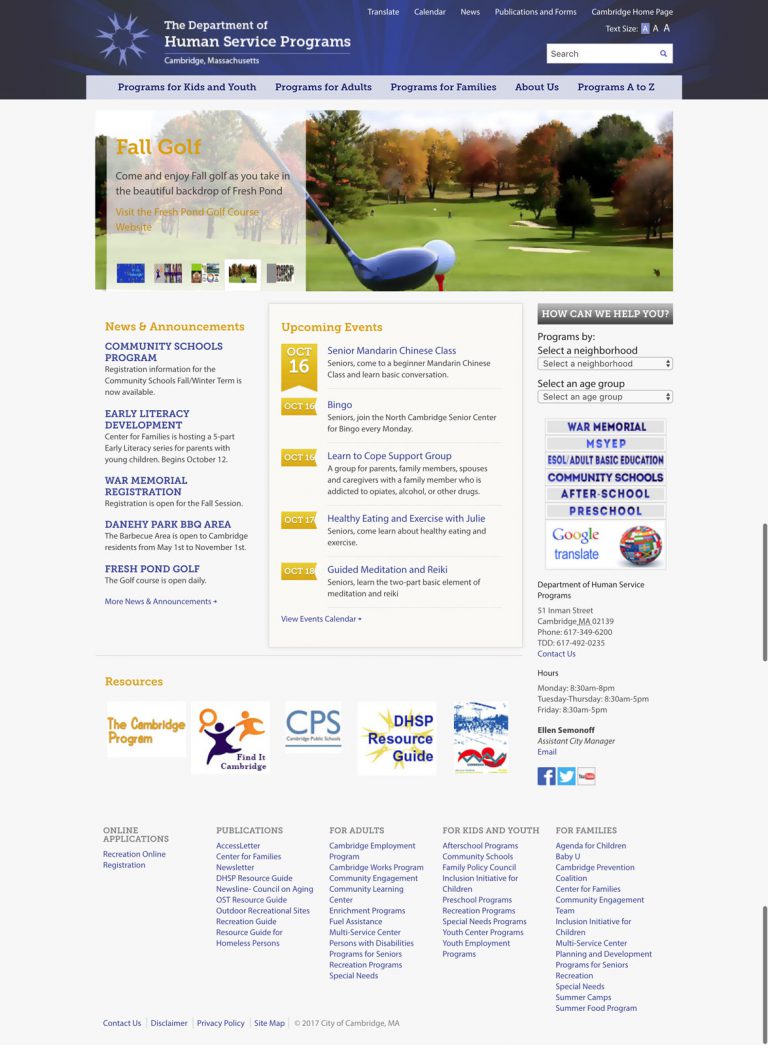 Translate Calendar News Publications and Forms Cambridge Home Page
The Department of
Human Service Programs
Cambridge, Massachusetts
Text Size: A A A
Search
Programs for Kids and Youth Programs for Adults Programs for Families About Us Programs A to Z
Fall Golf
Come and enjoy Fall golf as you take in
the beautiful backdrop of Fresh Pond
Visit the Fresh Pond Golf Course
Website
News & Announcements
COMMUNITY SCHOOLS
PROGRAM
Registration information for the
Community Schools Fall/Winter Term is
now available.
EARLY LITERACY
DEVELOPMENT
Center for Families is hosting a 5-part
Early Literacy series for parents with
young children. Begins October 12.
WAR MEMORIAL
REGISTRATION
Registration is open for the Fall Session.
DANEHY PARK BBQ AREA
The Barbecue Area is open to Cambridge
residents from May 1st to November 1st.
FRESH POND GOLF
The Golf course is open daily.
More News & Announcements
Upcoming Events
OCT
16
Senior Mandarin Chinese Class
Seniors, come to a beginner Mandarin Chinese
Class and learn basic conversation.
OCT 16
Bingo
Seniors, join the North Cambridge Senior Center
for Bingo every Monday.
OCT 16
Learn to Cope Support Group
A group for parents, family members, spouses
and caregivers with a family member who is
addicted to opiates, alcohol, or other drugs.
OCT 17
Healthy Eating and Exercise with Julie
Seniors, come learn about healthy eating and
exercise.
OCT 18
Guided Meditation and Reiki
Seniors, learn the two-part basic element of
meditation and reiki
View Events Calendar
HOW CAN WE HELP YOU?
Programs by:
Select a neighborhood
Select a neighborhood
Select an age group
Select an age group
WAR MEMORIAL
MSYEP
ESOL/ADULT BASIC EDUCATION
COMMUNITY SCHOOLS
AFTER-SCHOOL
PRESCHOOL
Google
translate
Department of Human Service
Programs
51 Inman Street
Cambridge, MA 02139
Phone: 617-349-6200
TDD: 617-492-0235
Contact Us
Hours
Monday: 8:30am-8pm
Tuesday-Thursday: 8:30am-5pm
Friday: 8:30am-5pm
Ellen Semonoff
Assistant City Manager
Email
You Tube
Resources
The Cambridge
Program
Find It
Cambridge
CPS
Cambridge Public Schools
DHSP
Resource
Guide
ONLINE
APPLICATIONS
Recreation Online
Registration
PUBLICATIONS
AccessLetter
Center for Families
Newsletter
DHSP Resource Guide
Newsline- Council on Aging
OST Resource Guide
Outdoor Recreational Sites
Recreation Guide
Resource Guide for
Homeless Persons
FOR ADULTS
Cambridge Employment
Program
Cambridge Works Program
Community Engagement
Community Learning
Center
Enrichment Programs
Fuel Assistance
Multi-Service Center
Persons with Disabilities
Programs for Seniors
Recreation Programs
Special Needs
FOR KIDS AND YOUTH
Afterschool Programs
Community Schools
Family Policy Council
Inclusion Initiative for
Children
Preschool Programs
Recreation Programs
Special Needs Programs
Youth Center Programs
Youth Employment
Programs
FOR FAMILIES
Agenda for Children
Baby U
Cambridge Prevention
Coalition
Center for Families
Community Engagement
Team
Inclusion Initiative for
Children
Multi-Service Center
Planning and Development
Programs for Seniors
Recreation
Special Needs
Summer Camps
Summer Food Program
Contact Us Disclaimer Privacy Policy Site Map © 2017 City of Cambridge, MA